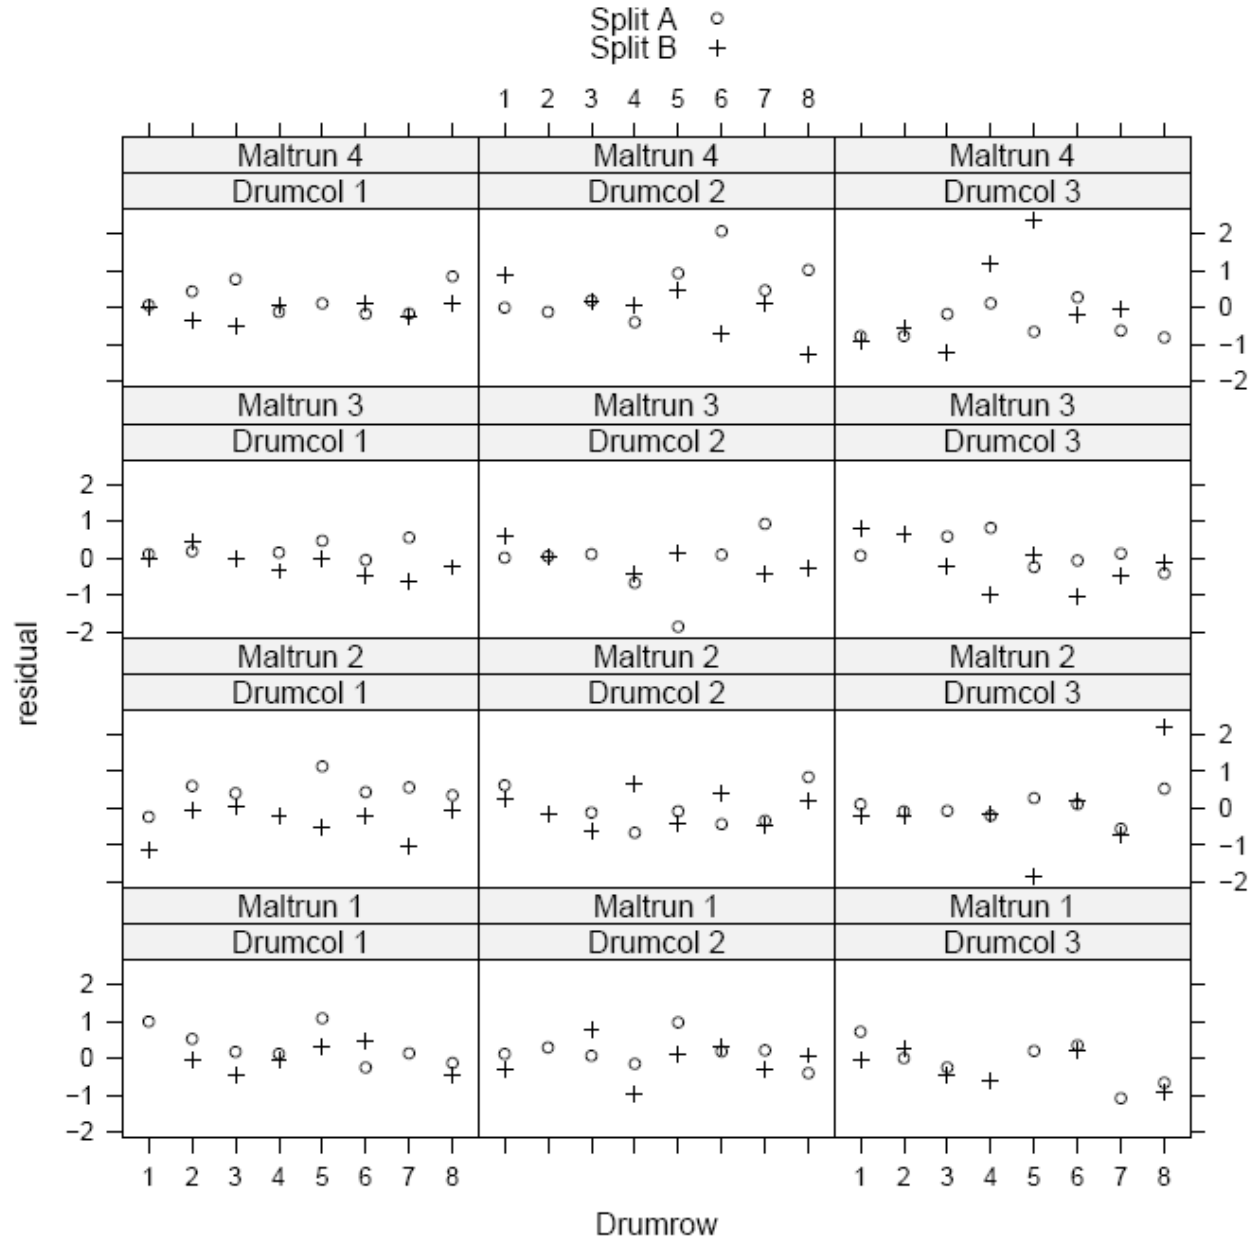 Split A
Split B
1 2 3 4 5 6 7 8
Maltrun 4 Maltrun 4 Maltrun 4
Drumcol 1 Drumcol 2 Drumcol 3
2
1
0
−1
−2
Maltrun 3 Maltrun 3 Maltrun 3
Drumcol 1 Drumcol 2 Drumcol 3
2
1
0
−1
−2
residual
Maltrun 2 Maltrun 2 Maltrun 2
Drumcol 1 Drumcol 2 Drumcol 3
2
1
0
−1
−2
Maltrun 1 Maltrun 1 Maltrun 1
Drumcol 1 Drumcol 2 Drumcol 3
2
1
0
−1
−2
1 2 3 4 5 6 7 8 1 2 3 4 5 6 7 8
Drumrow